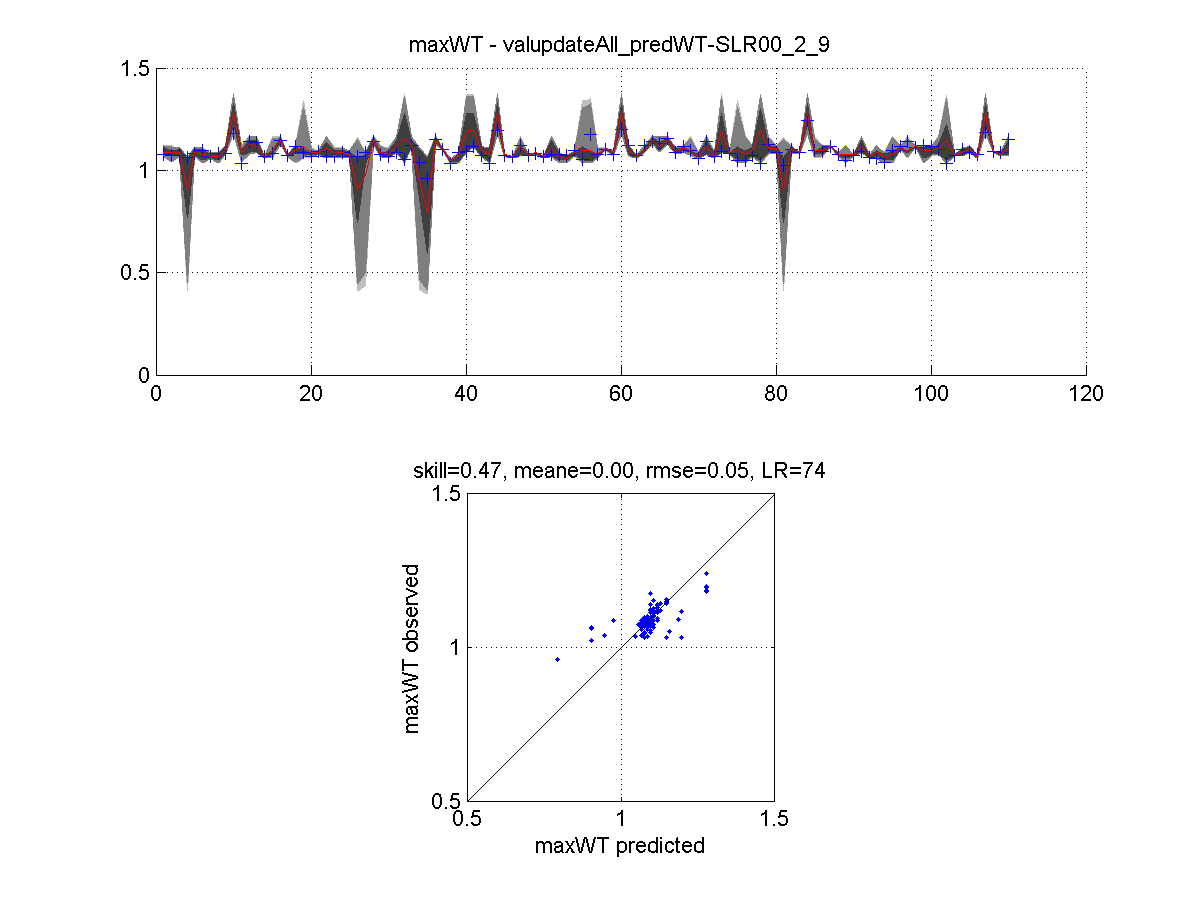 maxWT - valupdateAll_predWT-SLR00_2_9
1.5
1
0.5
0
0 20 40 60 80 100 120
skill=0.47, meane=0.00, rmse=0.05, LR=74
1.5
maxWT observed
1
0.5
0.5 1 1.5
maxWT predicted